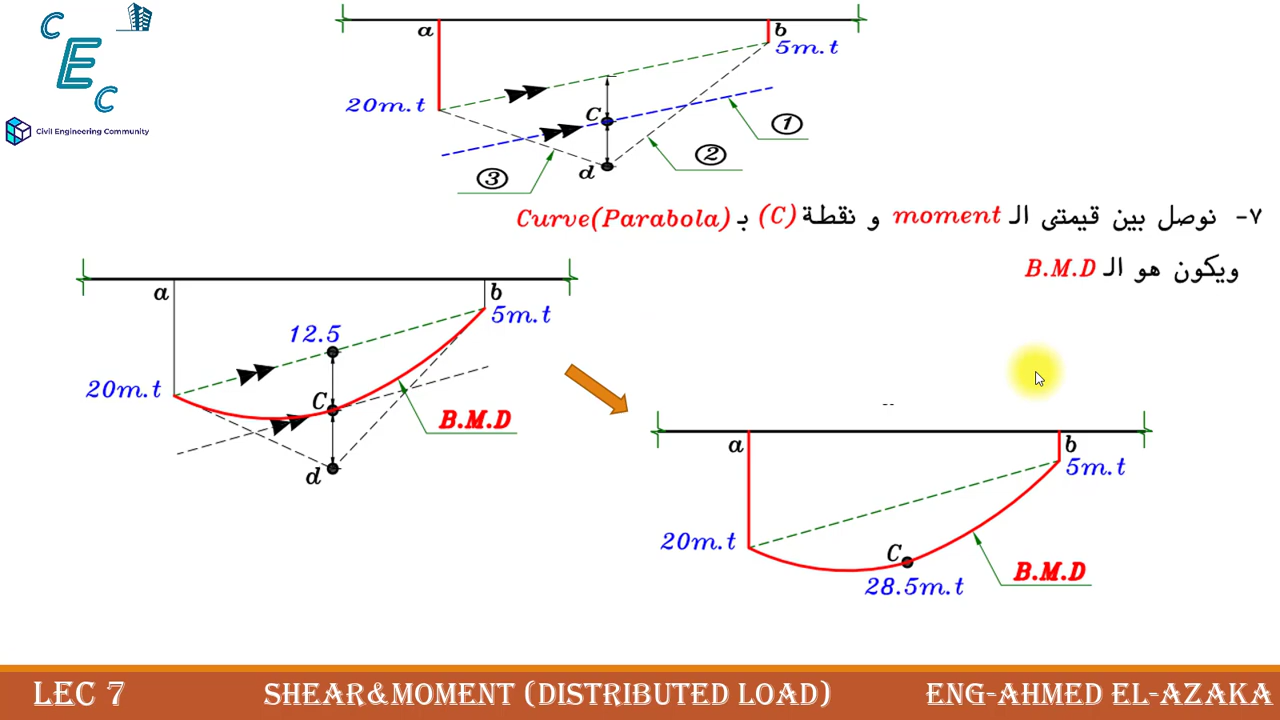 C
E
C
Civil Engineering Community
a
b
5m.t
20m.t
C
d
1
2
3
٧- نوصل بين قيمتى الـ moment و نقطة (C) بـ Curve(Parabola)
ويكون هو الـ B.M.D
a
b
12.5
5m.t
20m.t
C
B.M.D
d
--
a
b
5m.t
20m.t
C
B.M.D
28.5m.t
LEC 7
SHEAR&MOMENT (DISTRIBUTED LOAD)
ENG-AHMED EL-AZAKA